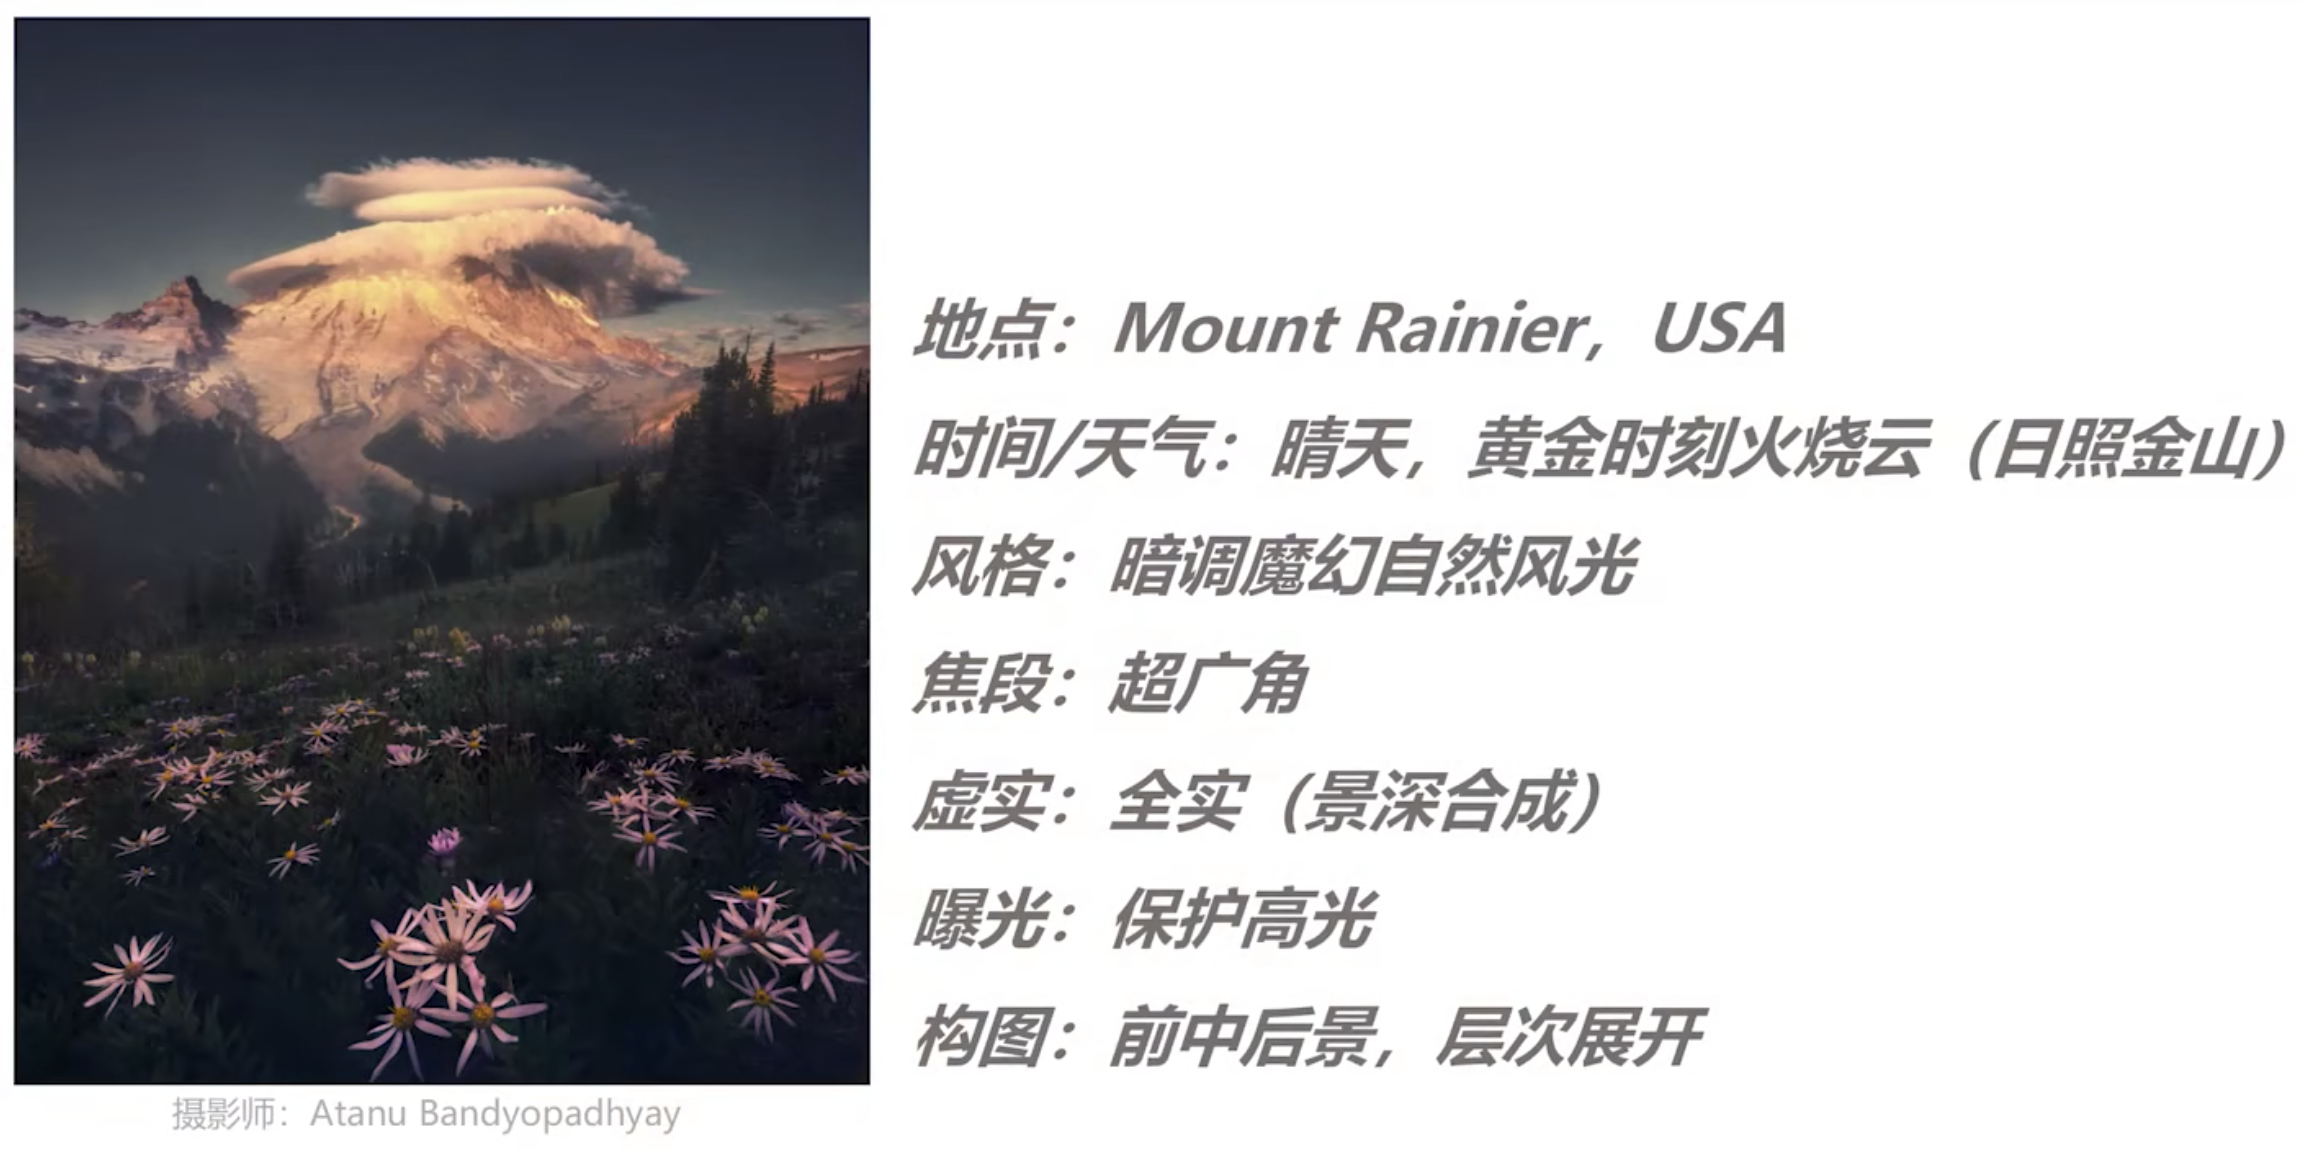 地点：Mount Rainier，USA
时间/天气：晴天，黄金时刻火烧云（日照金山）
风格：暗调魔幻自然风光
焦段：超广角
虚实：全实（景深合成）
曝光：保护高光
构图：前中后景，层次展开
摄影师：Atanu Bandyopadhyay